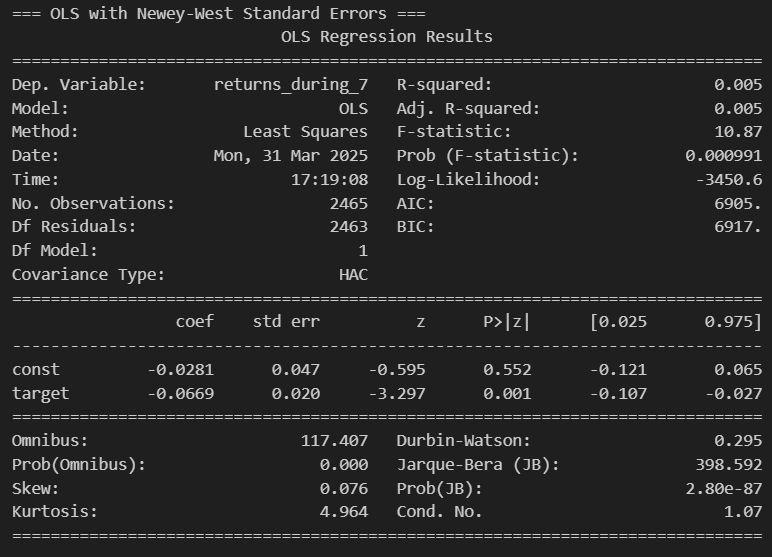 === OLS with Newey-West Standard Errors ===
                            OLS Regression Results
==============================================================================
Dep. Variable:        returns_during_7   R-squared:                       0.005
Model:                             OLS   Adj. R-squared:                  0.005
Method:                  Least Squares   F-statistic:                     10.87
Date:                 Mon, 31 Mar 2025   Prob (F-statistic):           0.000991
Time:                         17:19:08   Log-Likelihood:                -3450.6
No. Observations:                 2465   AIC:                             6905.
Df Residuals:                     2463   BIC:                             6917.
Df Model:                            1
Covariance Type:                   HAC
==============================================================================
                 coef    std err          z      P>|z|      [0.025      0.975]
------------------------------------------------------------------------------
const         -0.0281      0.047     -0.595      0.552      -0.121       0.065
target        -0.0669      0.020     -3.297      0.001      -0.107      -0.027
==============================================================================
Omnibus:                      117.407   Durbin-Watson:                   0.295
Prob(Omnibus):                  0.000   Jarque-Bera (JB):              398.592
Skew:                           0.076   Prob(JB):                     2.80e-87
Kurtosis:                       4.964   Cond. No.                         1.07
==============================================================================